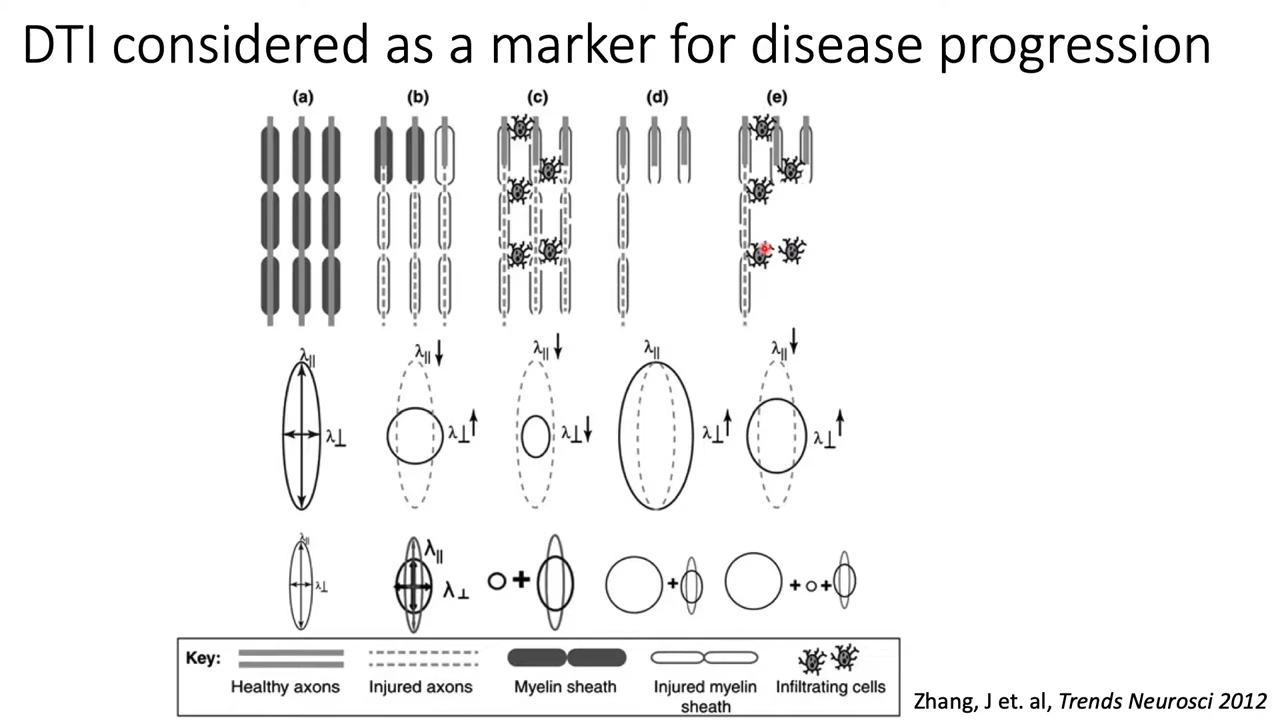 DTI considered as a marker for disease progression
(a) (b) (c) (d) (e)
λ|| λ||↓ λ||↓ λ|| λ||↓
λ⊥ λ⊥↑ λ⊥↓ λ⊥↑ λ⊥↑
λ|| λ||
λ⊥ λ⊥ + + + +
Key:
Healthy axons Injured axons Myelin sheath Injured myelin Infiltrating cells
sheath
Zhang, J et. al, Trends Neurosci 2012